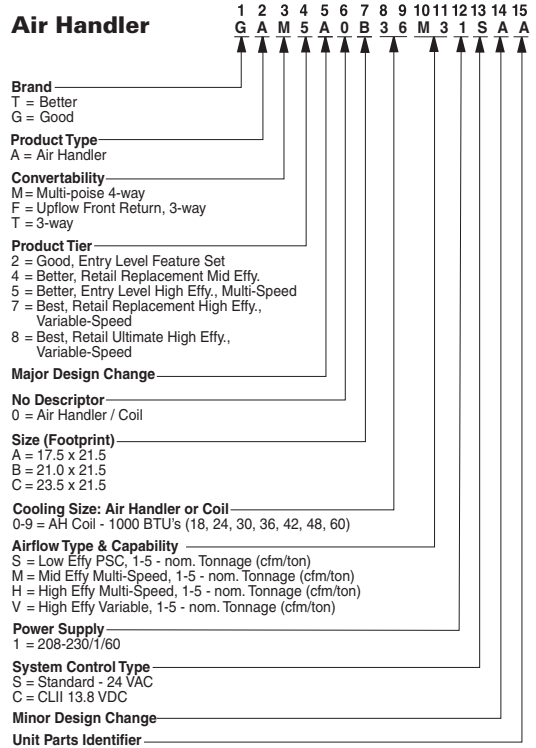 Air Handler
1 2 3 4 5 6 7 8 9 10 11 12 13 14 15
G A M 5 A 0 B 3 6 M 3 1 S A A
Brand
T = Better
G = Good
Product Type
A = Air Handler
Convertability
M = Multi-poise 4-way
F = Upflow Front Return, 3-way
T = 3-way
Product Tier
2 = Good, Entry Level Feature Set
4 = Better, Retail Replacement Mid Effy.
5 = Better, Entry Level High Effy., Multi-Speed
7 = Best, Retail Replacement High Effy.,
Variable-Speed
8 = Best, Retail Ultimate High Effy.,
Variable-Speed
Major Design Change
No Descriptor
0 = Air Handler / Coil
Size (Footprint)
A = 17.5 x 21.5
B = 21.0 x 21.5
C = 23.5 x 21.5
Cooling Size: Air Handler or Coil
0-9 = AH Coil - 1000 BTU's (18, 24, 30, 36, 42, 48, 60)
Airflow Type & Capability
S = Low Effy PSC, 1-5 - nom. Tonnage (cfm/ton)
M = Mid Effy Multi-Speed, 1-5 - nom. Tonnage (cfm/ton)
H = High Effy Multi-Speed, 1-5 - nom. Tonnage (cfm/ton)
V = High Effy Variable, 1-5 - nom. Tonnage (cfm/ton)
Power Supply
1 = 208-230/1/60
System Control Type
S = Standard - 24 VAC
C = CLII 13.8 VDC
Minor Design Change
Unit Parts Identifier